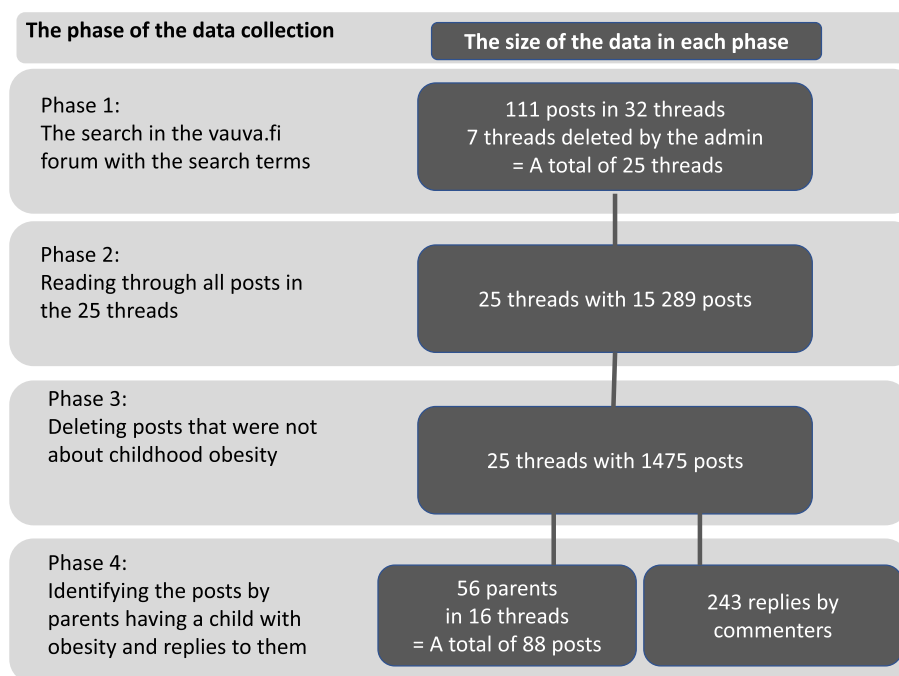 The phase of the data collection
The size of the data in each phase
Phase 1:
The search in the vauva.fi
forum with the search terms
111 posts in 32 threads
7 threads deleted by the admin
= A total of 25 threads
Phase 2:
Reading through all posts in
the 25 threads
25 threads with 15 289 posts
Phase 3:
Deleting posts that were not
about childhood obesity
25 threads with 1475 posts
Phase 4:
Identifying the posts by
parents having a child with
obesity and replies to them
56 parents
in 16 threads
= A total of 88 posts
243 replies by
commenters